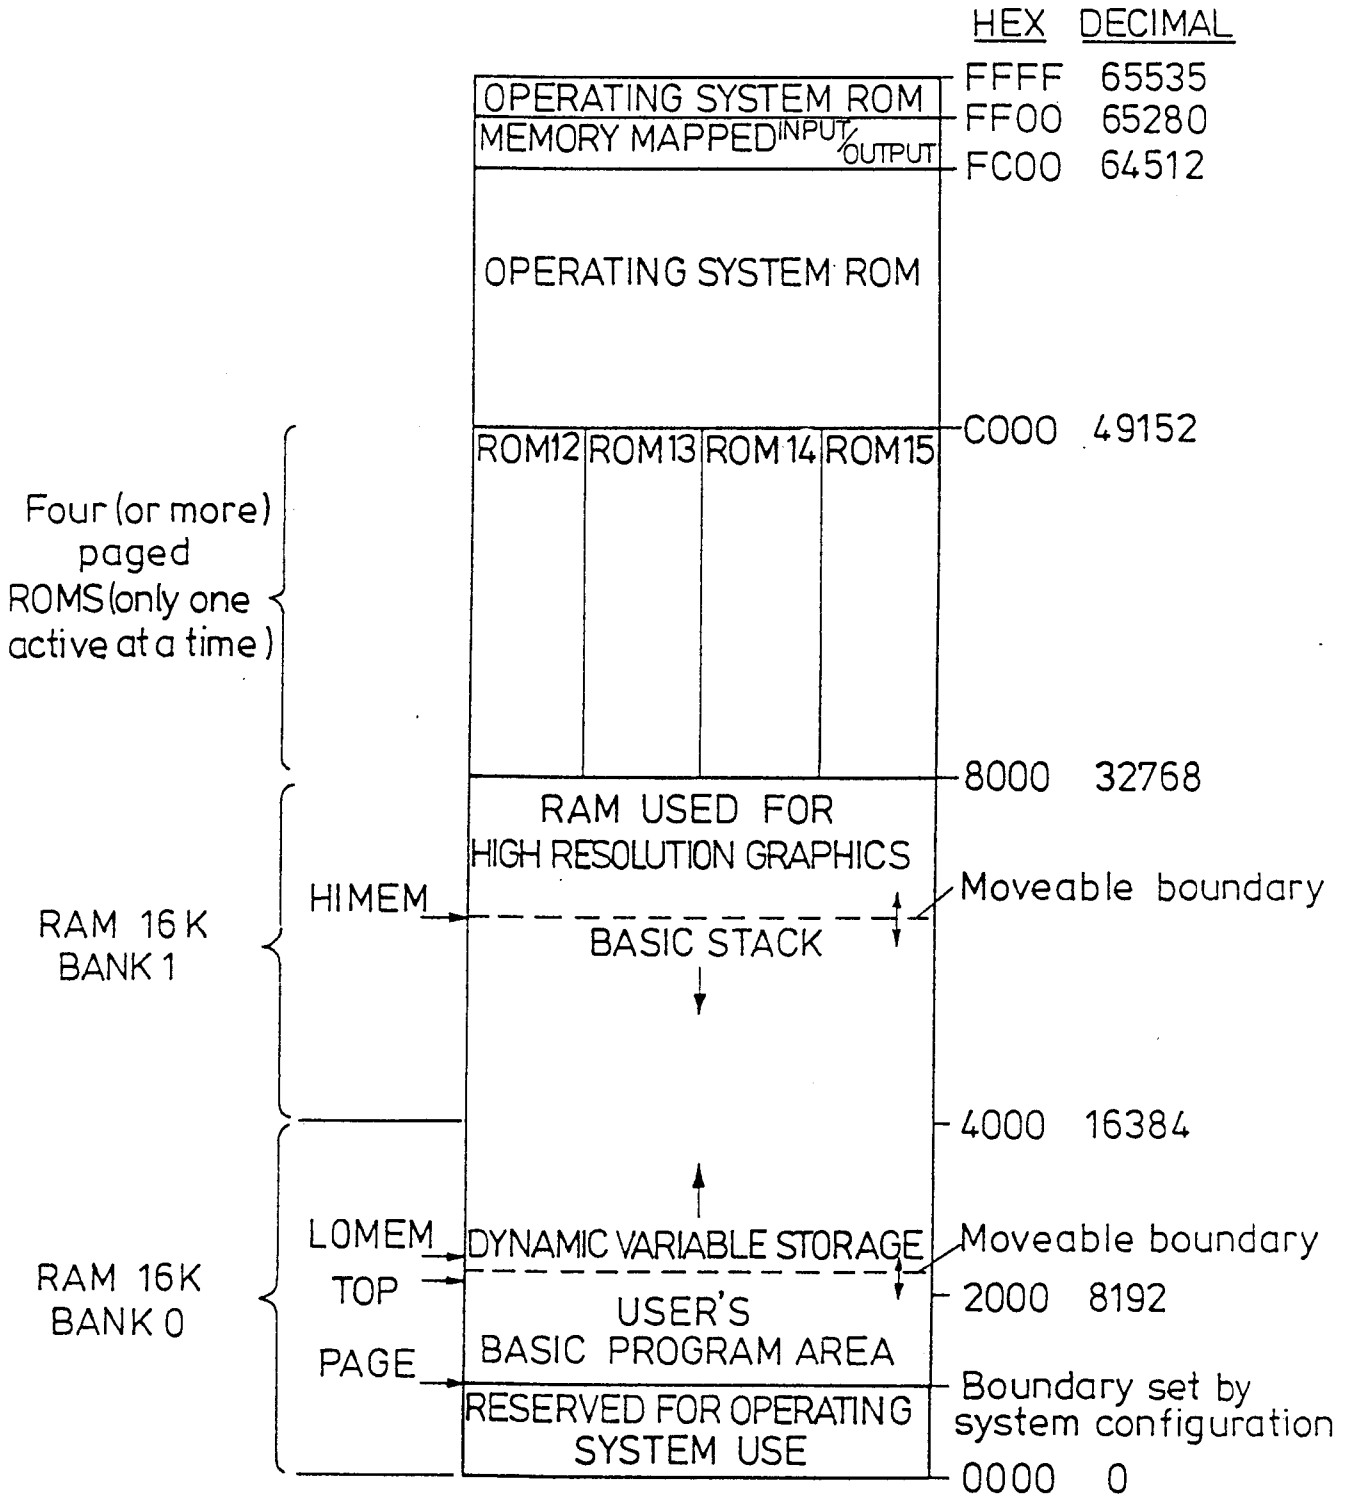 HEX DECIMAL
FFFF 65535
OPERATING SYSTEM ROM
FF00 65280
MEMORY MAPPED INPUT/OUTPUT
FC00 64512
OPERATING SYSTEM ROM
C000 49152
ROM12 ROM13 ROM14 ROM15
Four (or more)
paged
ROMS (only one
active at a time)
8000 32768
RAM USED FOR
HIGH RESOLUTION GRAPHICS
HIMEM
Moveable boundary
RAM 16K
BANK 1
BASIC STACK
4000 16384
LOMEM
DYNAMIC VARIABLE STORAGE
Moveable boundary
RAM 16K
BANK 0
TOP
2000 8192
USER'S
BASIC PROGRAM AREA
PAGE
Boundary set by
system configuration
RESERVED FOR OPERATING
SYSTEM USE
0000 0